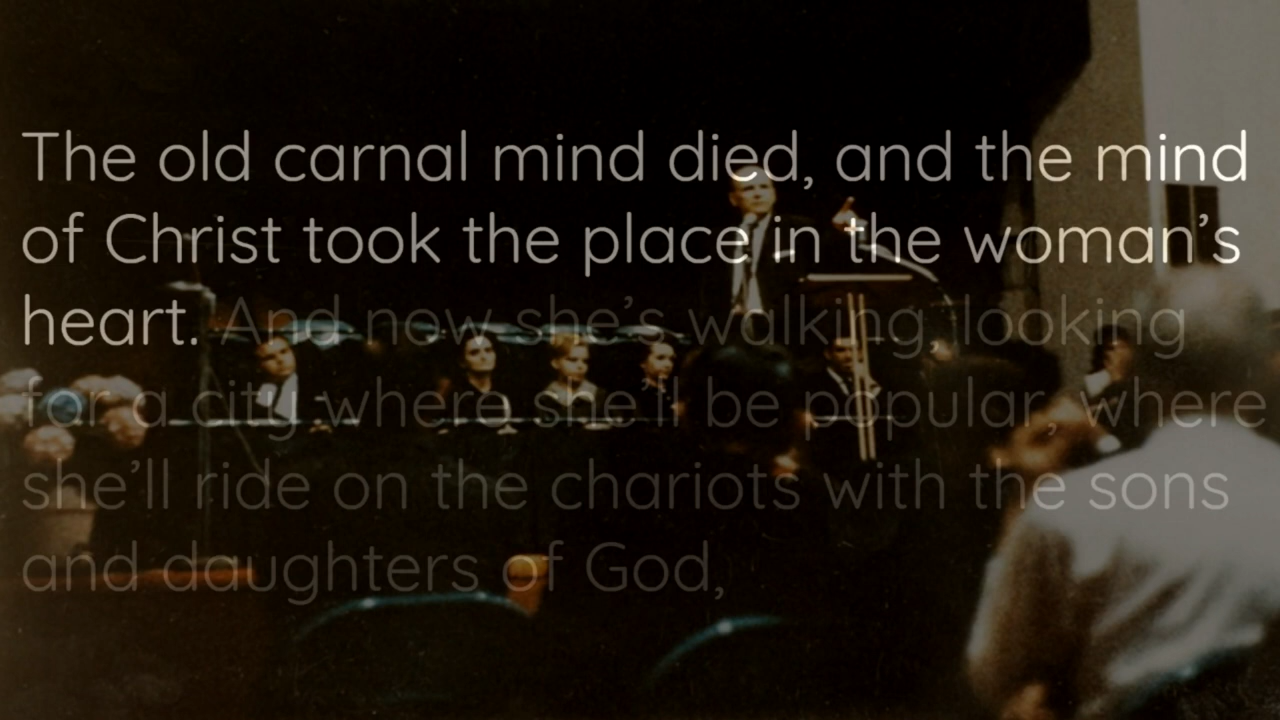 The old carnal mind died, and the mind
of Christ took the place in the woman’s
heart. And now she’s walking, looking
for a city where she’ll be popular, where
she’ll ride on the chariots with the sons
and daughters of God,